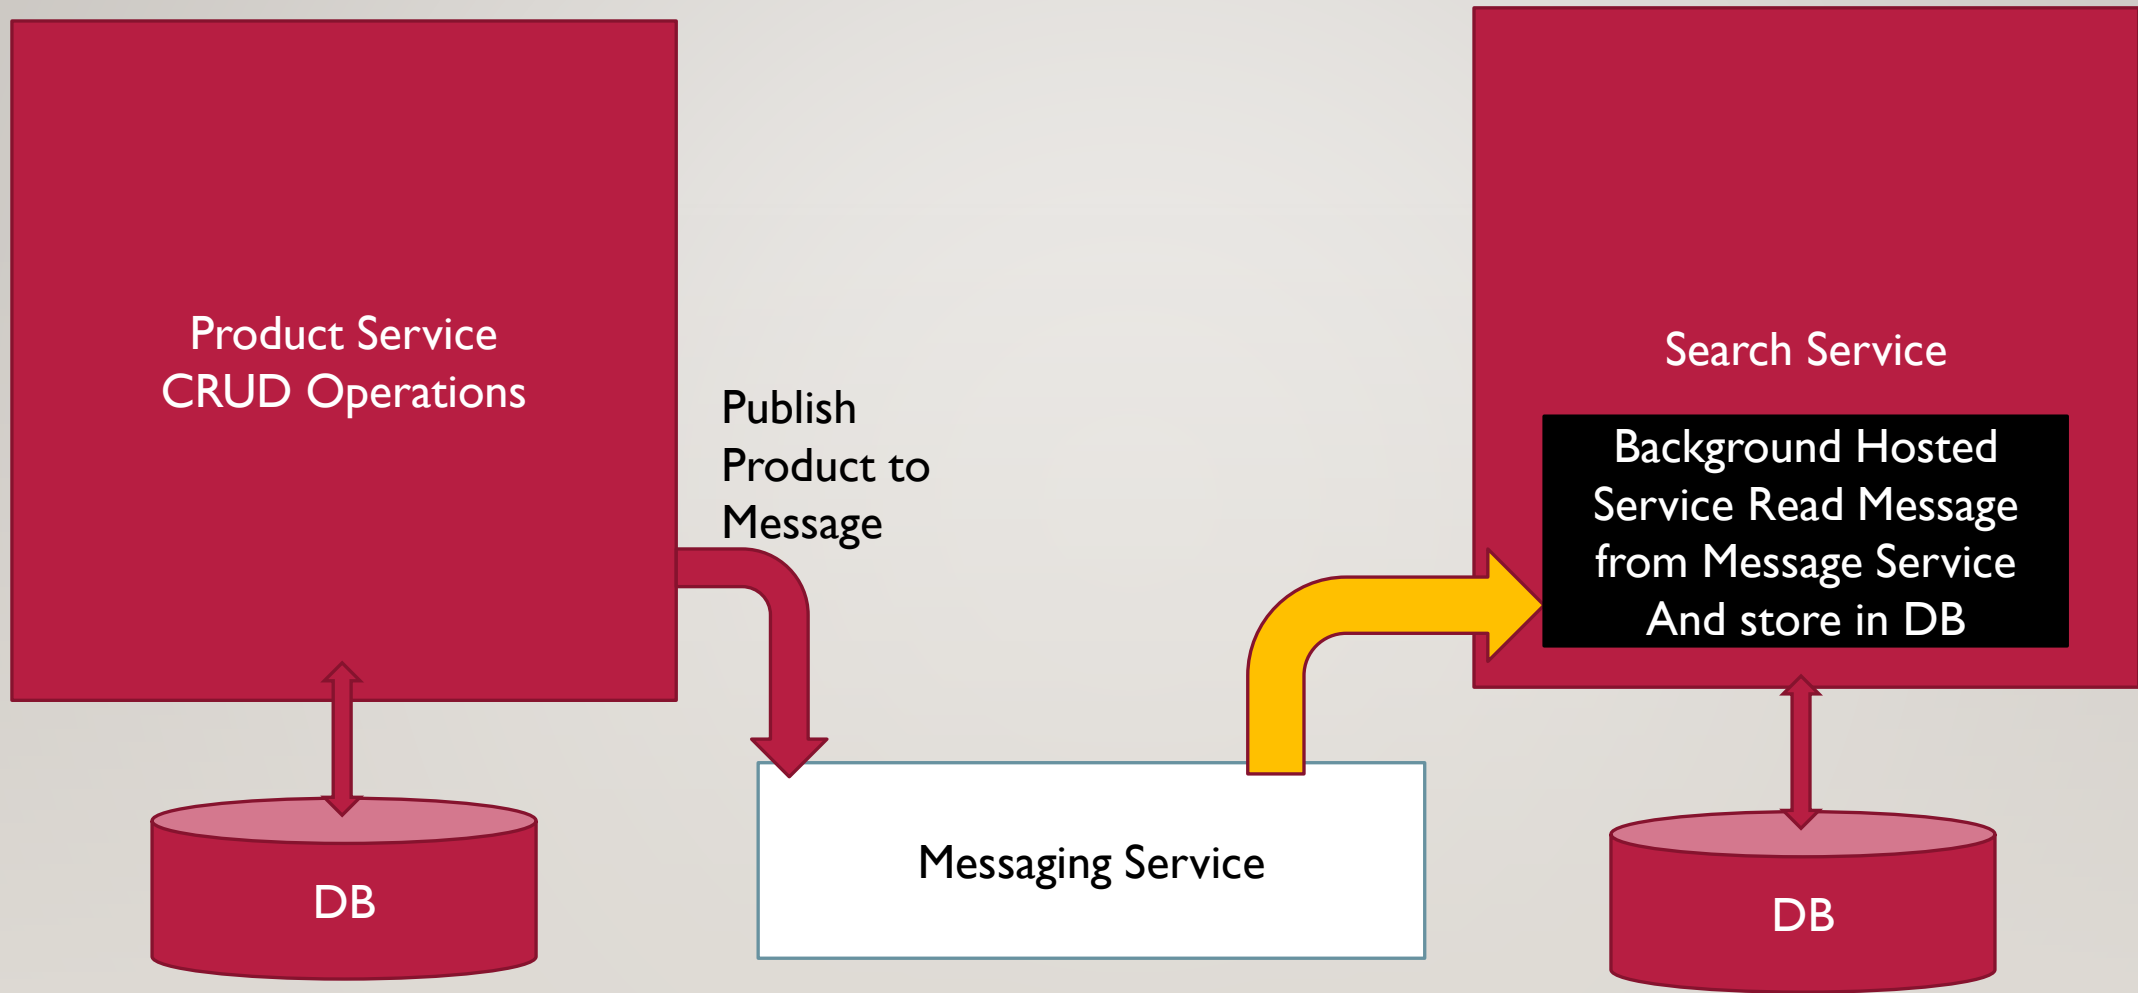 Product Service
CRUD Operations
Publish
Product to
Message
Search Service
Background Hosted
Service Read Message
from Message Service
And store in DB
Messaging Service
DB
DB